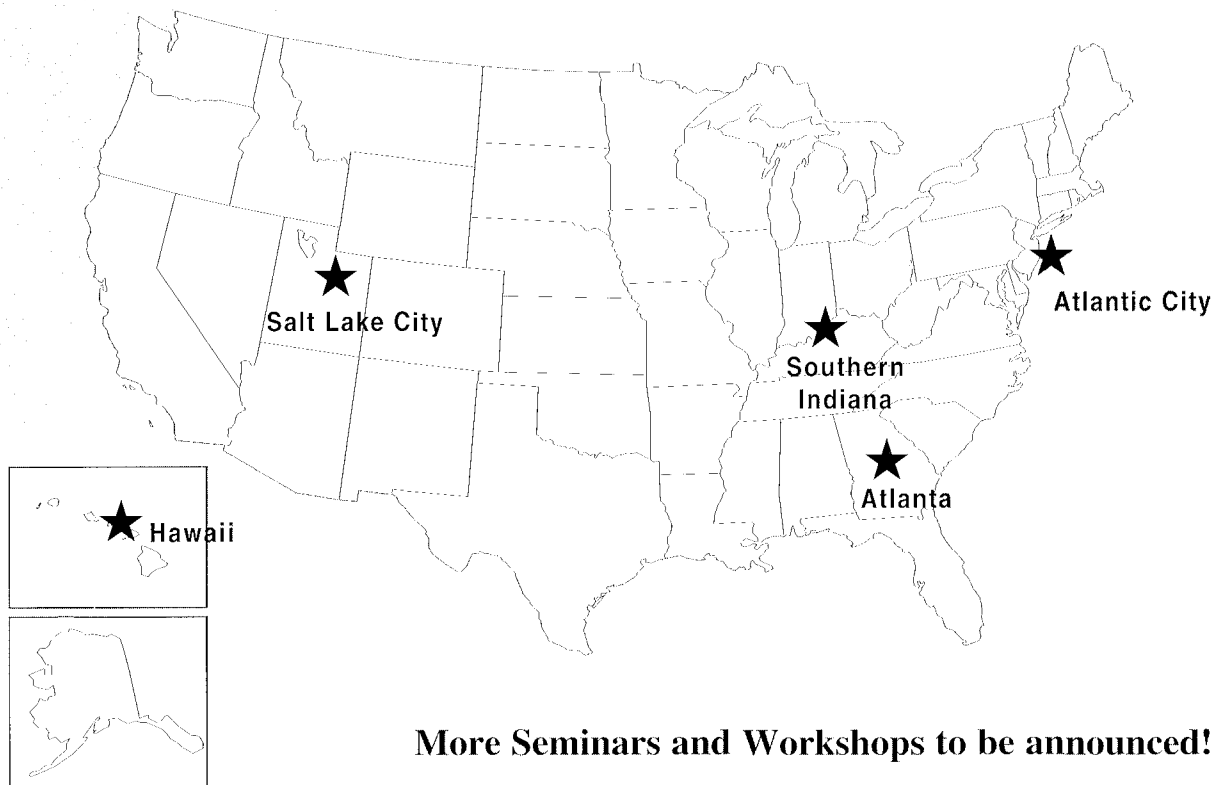 Salt Lake City
Atlantic City
Southern
Indiana
Atlanta
Hawaii
More Seminars and Workshops to be announced!